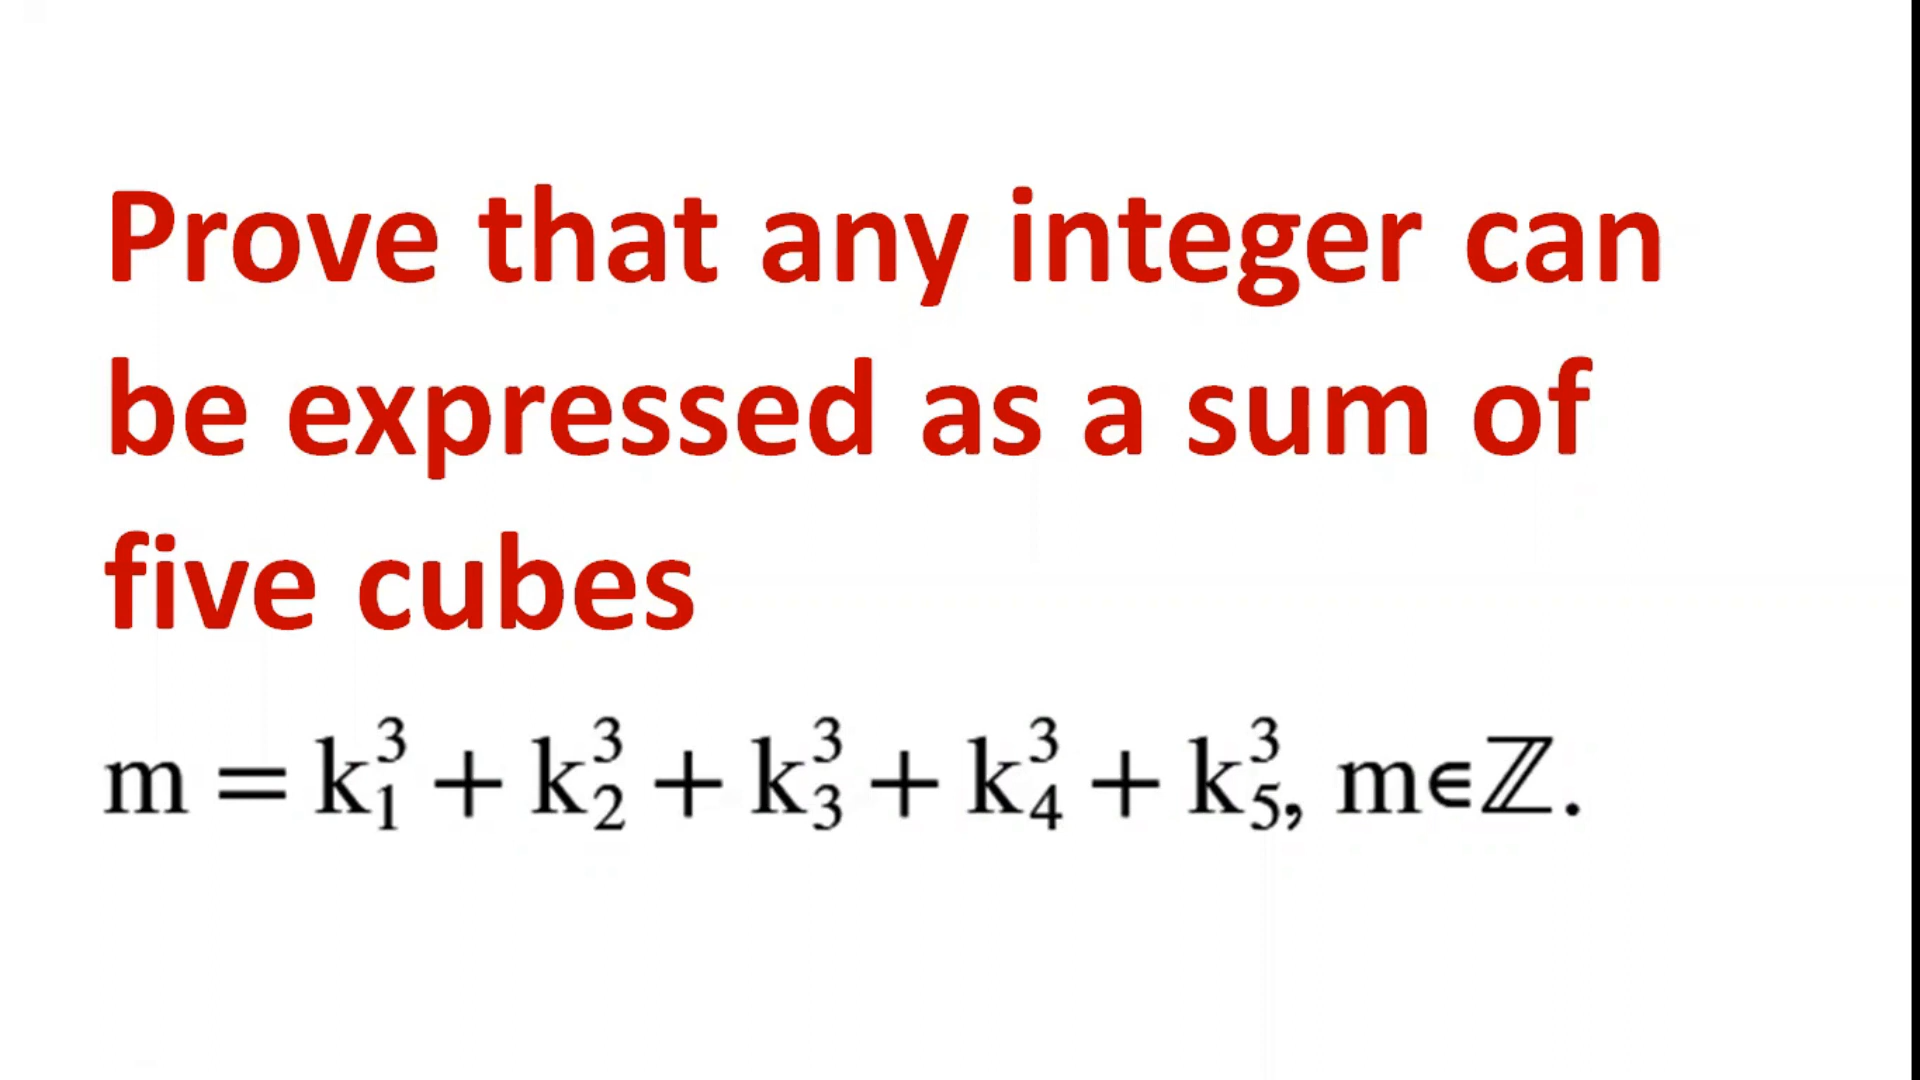 Prove that any integer can
be expressed as a sum of
five cubes
m = k₁³ + k₂³ + k₃³ + k₄³ + k₅³, m∈ℤ.